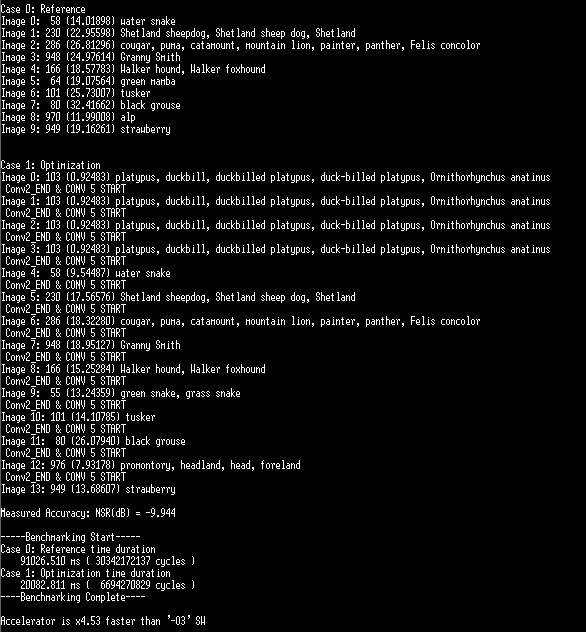 Case 0: Reference
Image 0: 58 (14.01898) water snake
Image 1: 230 (22.95598) Shetland sheepdog, Shetland sheep dog, Shetland
Image 2: 286 (26.81296) cougar, puma, catamount, mountain lion, painter, panther, Felis concolor
Image 3: 948 (24.97614) Granny Smith
Image 4: 166 (18.57783) Walker hound, Walker foxhound
Image 5: 64 (19.07564) green mamba
Image 6: 101 (25.73007) tusker
Image 7: 80 (32.41662) black grouse
Image 8: 970 (11.99008) alp
Image 9: 949 (19.16261) strawberry
Case 1: Optimization
Image 0: 103 (0.92483) platypus, duckbill, duckbilled platypus, duck-billed platypus, Ornithorhynchus anatinus
Conv2_END & CONV 5 START
Image 1: 103 (0.92483) platypus, duckbill, duckbilled platypus, duck-billed platypus, Ornithorhynchus anatinus
Conv2_END & CONV 5 START
Image 2: 103 (0.92483) platypus, duckbill, duckbilled platypus, duck-billed platypus, Ornithorhynchus anatinus
Conv2_END & CONV 5 START
Image 3: 103 (0.92483) platypus, duckbill, duckbilled platypus, duck-billed platypus, Ornithorhynchus anatinus
Conv2_END & CONV 5 START
Image 4: 58 (9.54487) water snake
Conv2_END & CONV 5 START
Image 5: 230 (17.56576) Shetland sheepdog, Shetland sheep dog, Shetland
Conv2_END & CONV 5 START
Image 6: 286 (18.32280) cougar, puma, catamount, mountain lion, painter, panther, Felis concolor
Conv2_END & CONV 5 START
Image 7: 948 (18.95127) Granny Smith
Conv2_END & CONV 5 START
Image 8: 166 (15.25284) Walker hound, Walker foxhound
Conv2_END & CONV 5 START
Image 9: 55 (13.24359) green snake, grass snake
Conv2_END & CONV 5 START
Image 10: 101 (14.10785) tusker
Conv2_END & CONV 5 START
Image 11: 80 (26.07940) black grouse
Conv2_END & CONV 5 START
Image 12: 976 (7.93178) promontory, headland, head, foreland
Conv2_END & CONV 5 START
Image 13: 949 (13.68607) strawberry
Measured Accuracy: NSR(dB) = -9.944
-----Benchmarking Start-----
Case 0: Reference time duration
91026.510 ms ( 30342172137 cycles )
Case 1: Optimization time duration
20082.811 ms ( 6694270829 cycles )
----Benchmarking Complete----
Accelerator is x4.53 faster than '-O3' SW